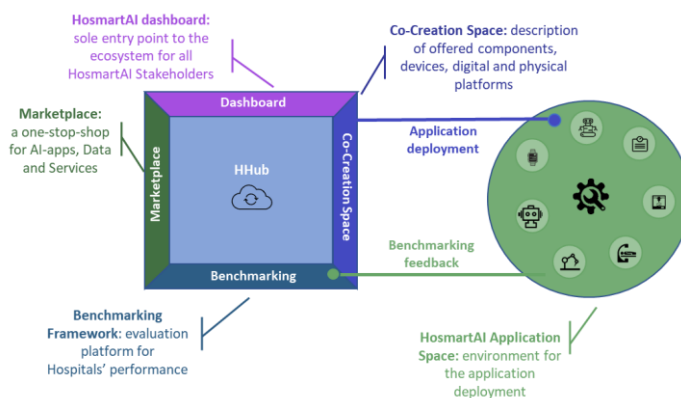 HosmartAI dashboard:
sole entry point to the
ecosystem for all
HosmartAI Stakeholders
Co-Creation Space: description
of offered components,
devices, digital and physical
platforms
Marketplace:
a one-stop-shop
for AI-apps, Data
and Services
Dashboard
Marketplace
HHub
Co-Creation Space
Benchmarking
Application
deployment
Benchmarking
feedback
Benchmarking
Framework: evaluation
platform for
Hospitals' performance
HosmartAI Application
Space: environment for
the application
deployment